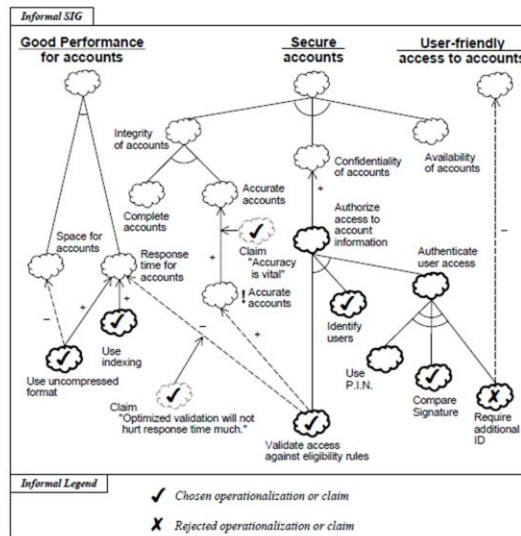 Informal SIG
Good Performance
for accounts
Secure
accounts
User-friendly
access to accounts
Integrity
of accounts
Confidentiality
of accounts
Availability
of accounts
Complete
accounts
Accurate
accounts
Authorize
access to
account
information
Claim
"Accuracy
is vital"
Space for
accounts
Response
time for
accounts
Authenticate
user access
! Accurate
accounts
Identify
users
Use uncompressed
format
Use
indexing
Use
P.I.N.
Compare
Signature
Require
additional
ID
Claim
"Optimized validation will not
hurt response time much."
Validate access
against eligibility rules
Informal Legend
Chosen operationalization or claim
Rejected operationalization or claim